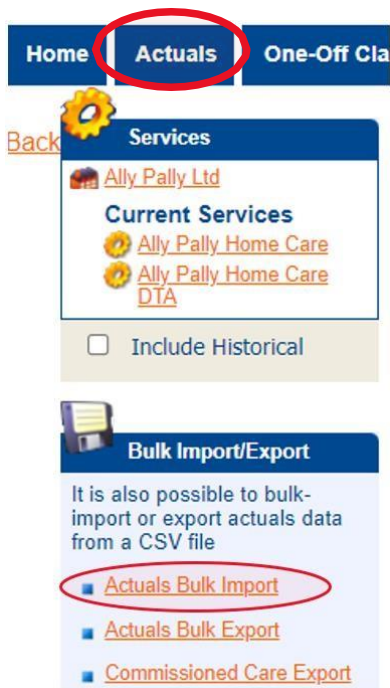 Home Actuals One-Off Cla
Back
Services
Ally Pally Ltd
Current Services
Ally Pally Home Care
Ally Pally Home Care
DTA
Include Historical
Bulk Import/Export
It is also possible to bulk-
import or export actuals data
from a CSV file
Actuals Bulk Import
Actuals Bulk Export
Commissioned Care Export